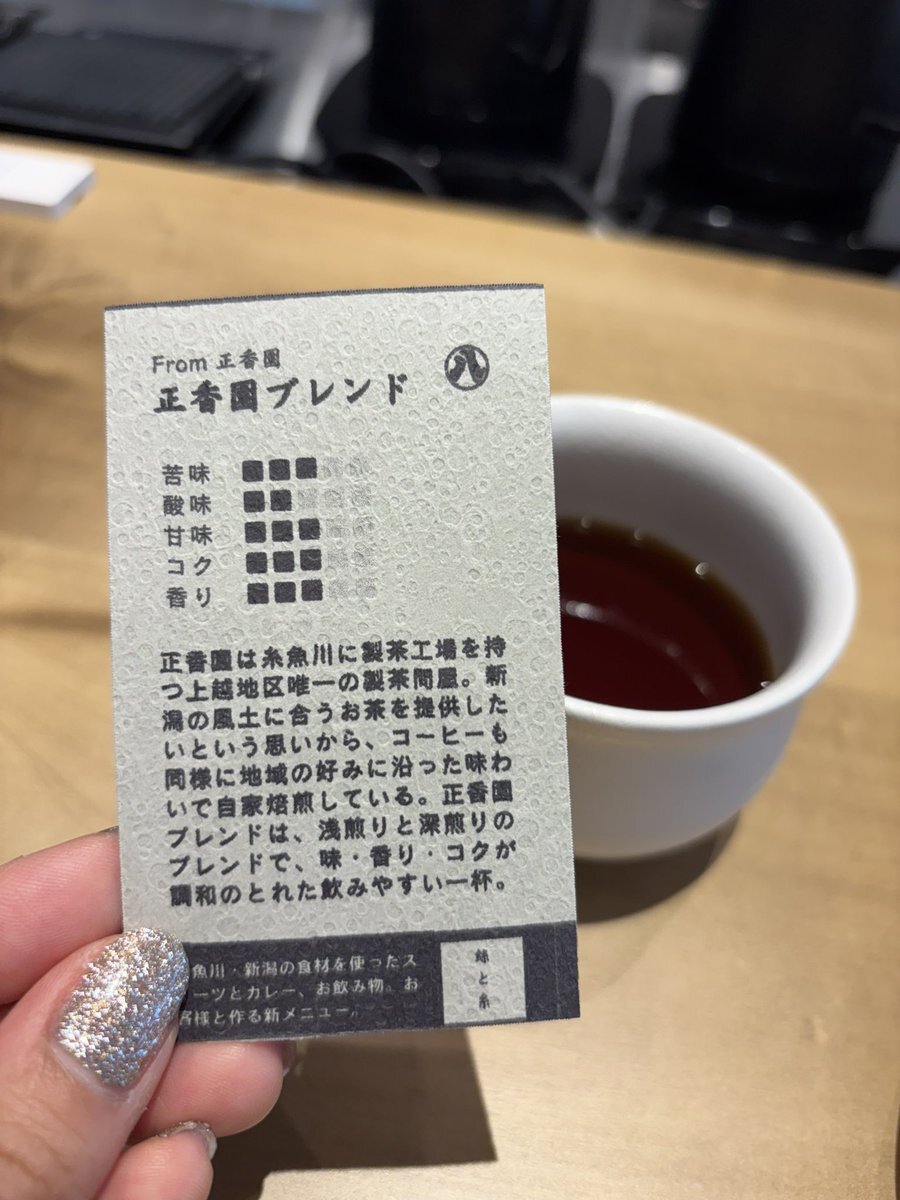 From 正香園
正香園ブレンド
八
苦味
酸味
甘味
コク
香り
正香園は糸魚川に製茶工場を持
つ上越地区唯一の製茶問屋。新
潟の風土に合うお茶を提供した
いという思いから、コーヒーも
同様に地域の好みに沿った味わ
いで自家焙煎している。正香園
ブレンドは、浅煎りと深煎りの
ブレンドで、味・香り・コクが
調和のとれた飲みやすい一杯。
魚川・新潟の食材を使ったス
ーツとカレー、お飲み物。お
客様と作る新メニュー。
絲と糸